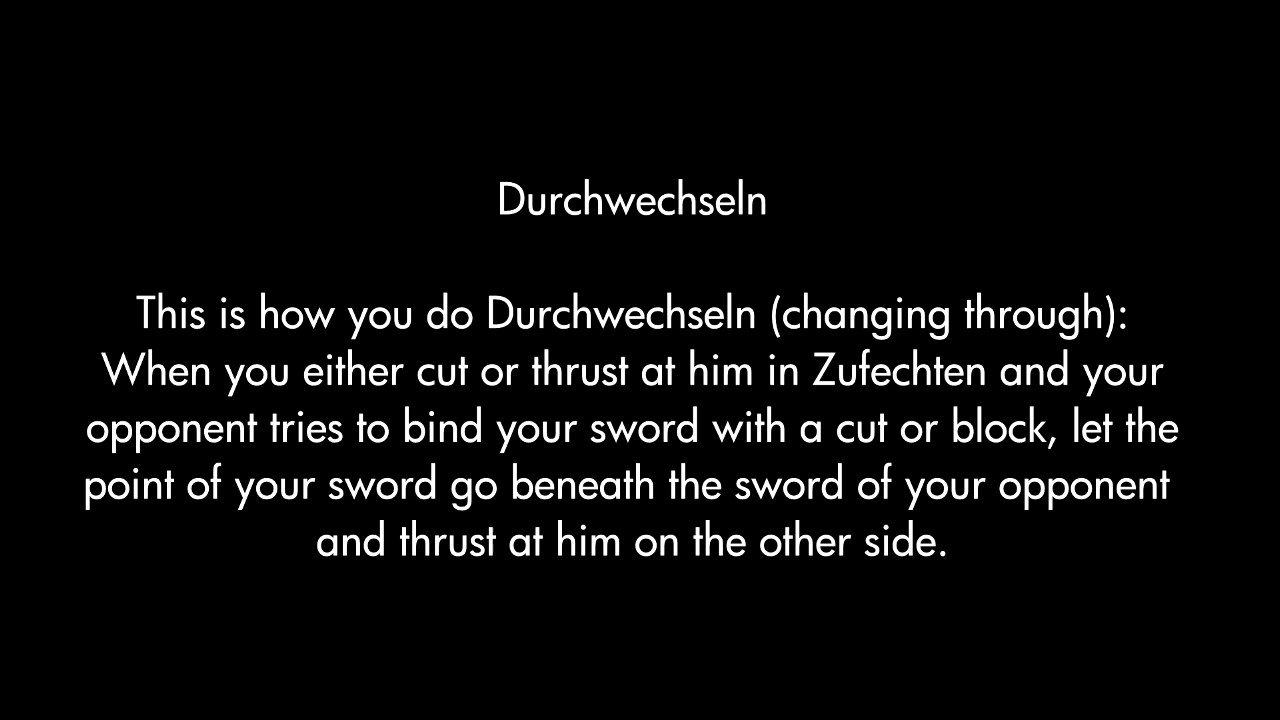 Durchwechseln
This is how you do Durchwechseln (changing through):
When you either cut or thrust at him in Zufechten and your
opponent tries to bind your sword with a cut or block, let the
point of your sword go beneath the sword of your opponent
and thrust at him on the other side.